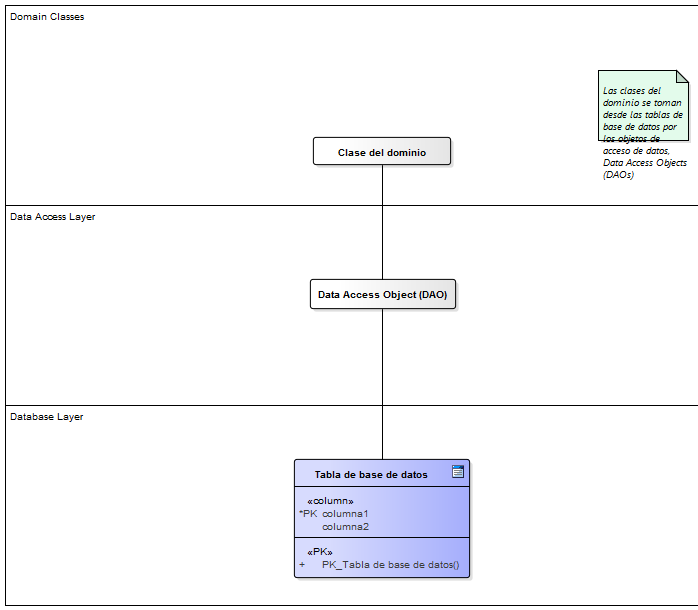 Domain Classes
Las clases del
dominio se toman
desde las tablas de
base de datos por
los objetos de
acceso de datos,
Data Access Objects
(DAOs)
Clase del dominio
Data Access Layer
Data Access Object (DAO)
Database Layer
Tabla de base de datos
«column»
*PK columna1
columna2
«PK»
+ PK_Tabla de base de datos()